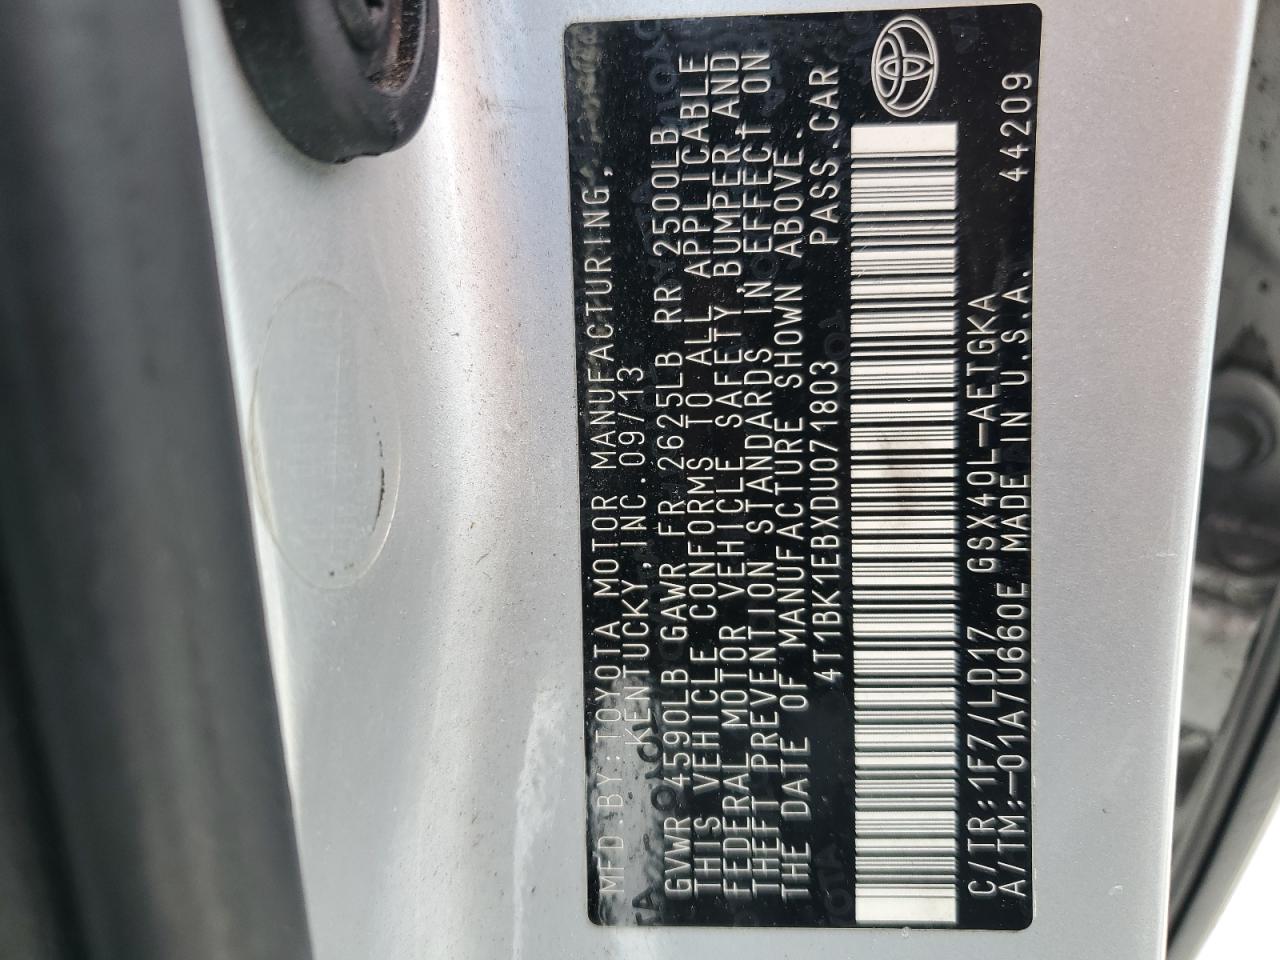 MFD.BY:TOYOTA MOTOR MANUFACTURING,
KENTUCKY,INC.09/13
GVWR 4590LB GAWR FR 2625LB RR 2500LB
THIS VEHICLE CONFORMS TO ALL APPLICABLE
FEDERAL MOTOR VEHICLE SAFETY,BUMPER,AND
THEFT PREVENTION STANDARDS IN EFFECT ON
THE DATE OF MANUFACTURE SHOWN ABOVE.
4T1BK1EBXDU071803 PASS.CAR
C/TR:1F7/LD17 GSX40L-AETGKA
A/TM:-01A/U660E MADE IN U.S.A. 44209